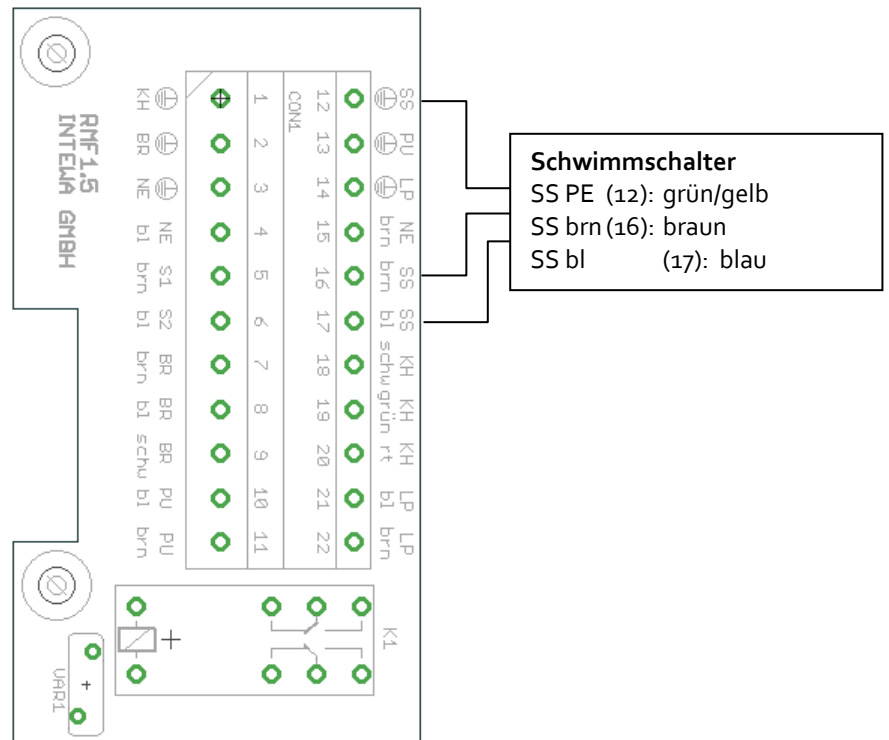 RMF1.5
INTEWA GMBH
CON1
KH 1
BR 2
NE 3
bl NE 4
brn S1 5
bl S2 6
brn BR 7
bl BR 8
schw BR 9
bl PU 10
brn PU 11
12 SS
13 PU
14 LP
15 brn NE
16 brn SS
17 bl SS
18 schw KH
19 grün KH
20 rt KH
21 bl LP
22 brn LP
K1
VAR1
+
+
Schwimmschalter
SS PE (12): grün/gelb
SS brn (16): braun
SS bl (17): blau